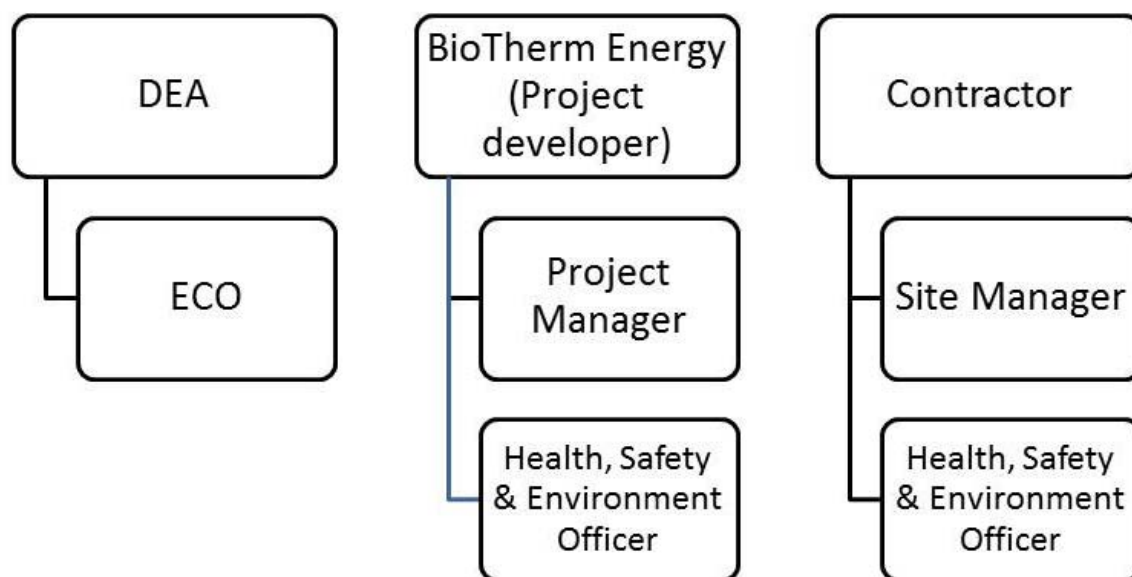 DEA
ECO
BioTherm Energy
(Project
developer)
Project
Manager
Health, Safety
& Environment
Officer
Contractor
Site Manager
Health, Safety
& Environment
Officer